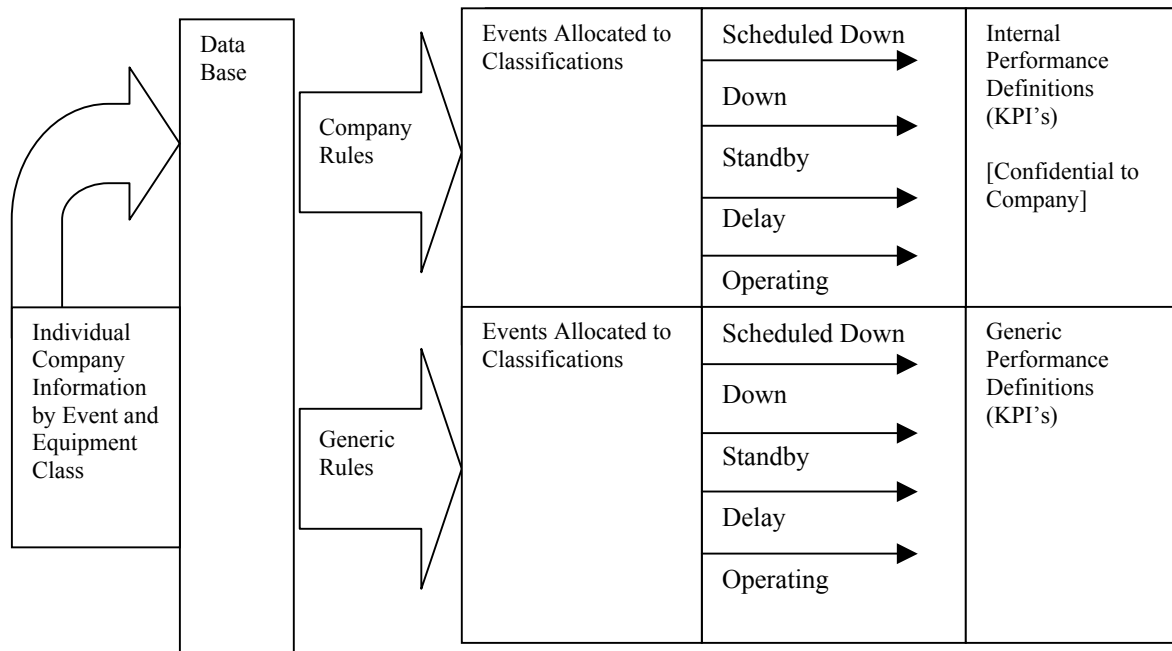 Data
Base
Company
Rules
Events Allocated to
Classifications
Scheduled Down
Down
Standby
Delay
Operating
Internal
Performance
Definitions
(KPI’s)
[Confidential to
Company]
Individual
Company
Information
by Event and
Equipment
Class
Generic
Rules
Events Allocated to
Classifications
Scheduled Down
Down
Standby
Delay
Operating
Generic
Performance
Definitions
(KPI’s)